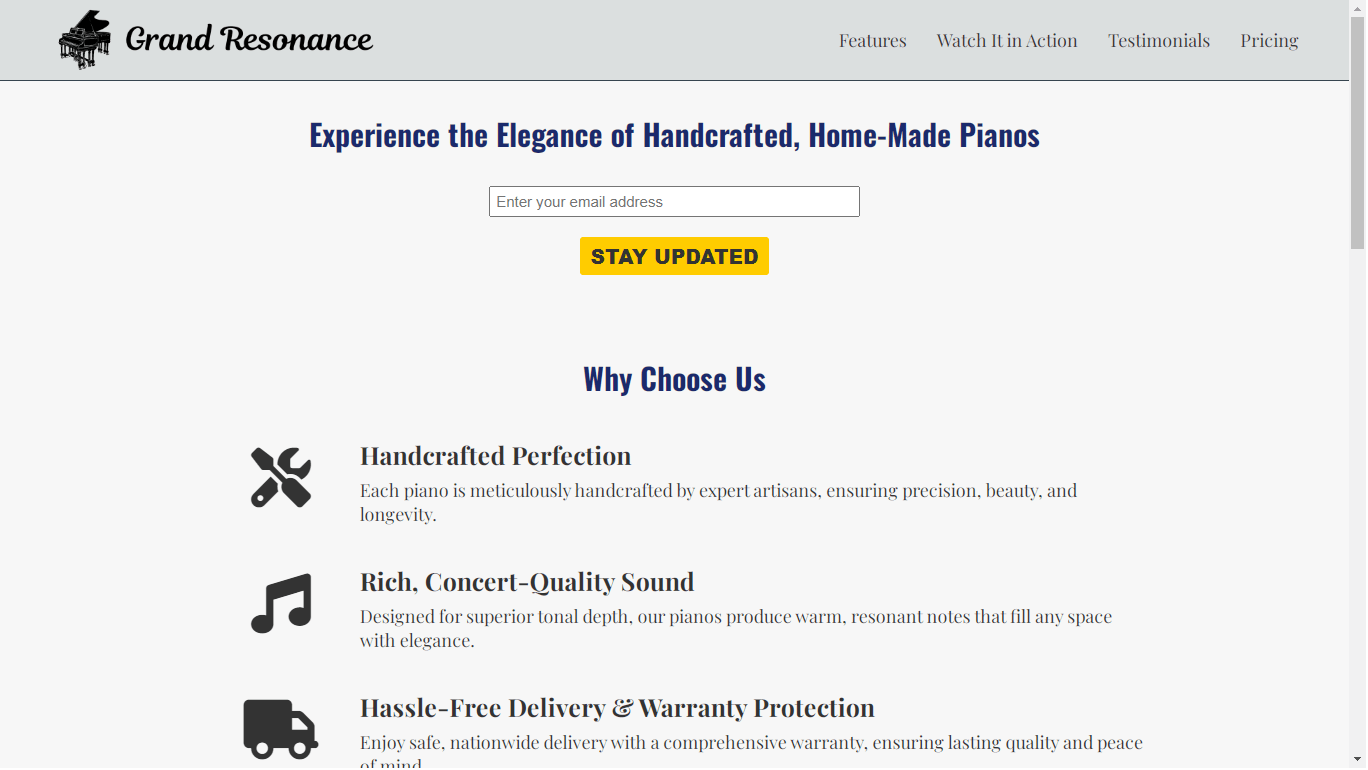 Grand Resonance
Features Watch It in Action Testimonials Pricing
Experience the Elegance of Handcrafted, Home-Made Pianos
Enter your email address
STAY UPDATED
Why Choose Us
Handcrafted Perfection
Each piano is meticulously handcrafted by expert artisans, ensuring precision, beauty, and
longevity.
Rich, Concert-Quality Sound
Designed for superior tonal depth, our pianos produce warm, resonant notes that fill any space
with elegance.
Hassle-Free Delivery & Warranty Protection
Enjoy safe, nationwide delivery with a comprehensive warranty, ensuring lasting quality and peace
of mind